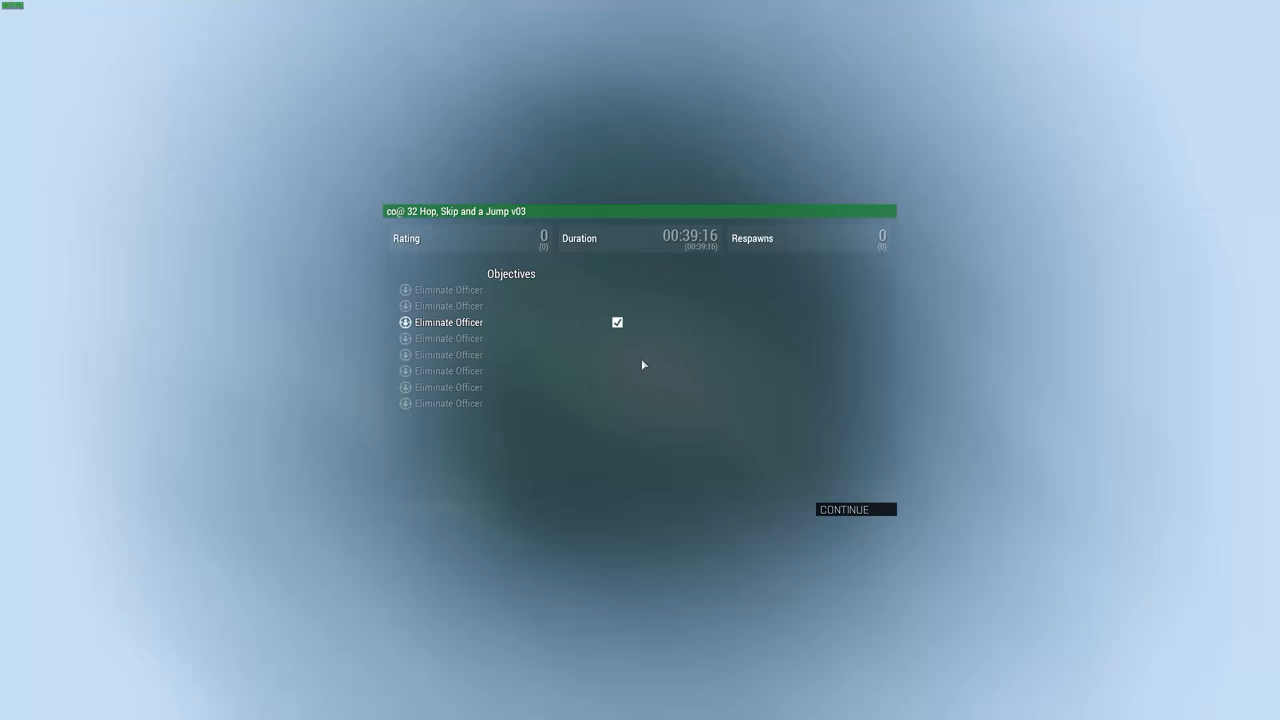 co@ 32 Hop, Skip and a Jump v03
Rating 0 (0) Duration 00:39:16 (00:39:16) Respawns 0 (0)
Objectives
Eliminate Officer
Eliminate Officer
Eliminate Officer
Eliminate Officer
Eliminate Officer
Eliminate Officer
Eliminate Officer
Eliminate Officer
CONTINUE